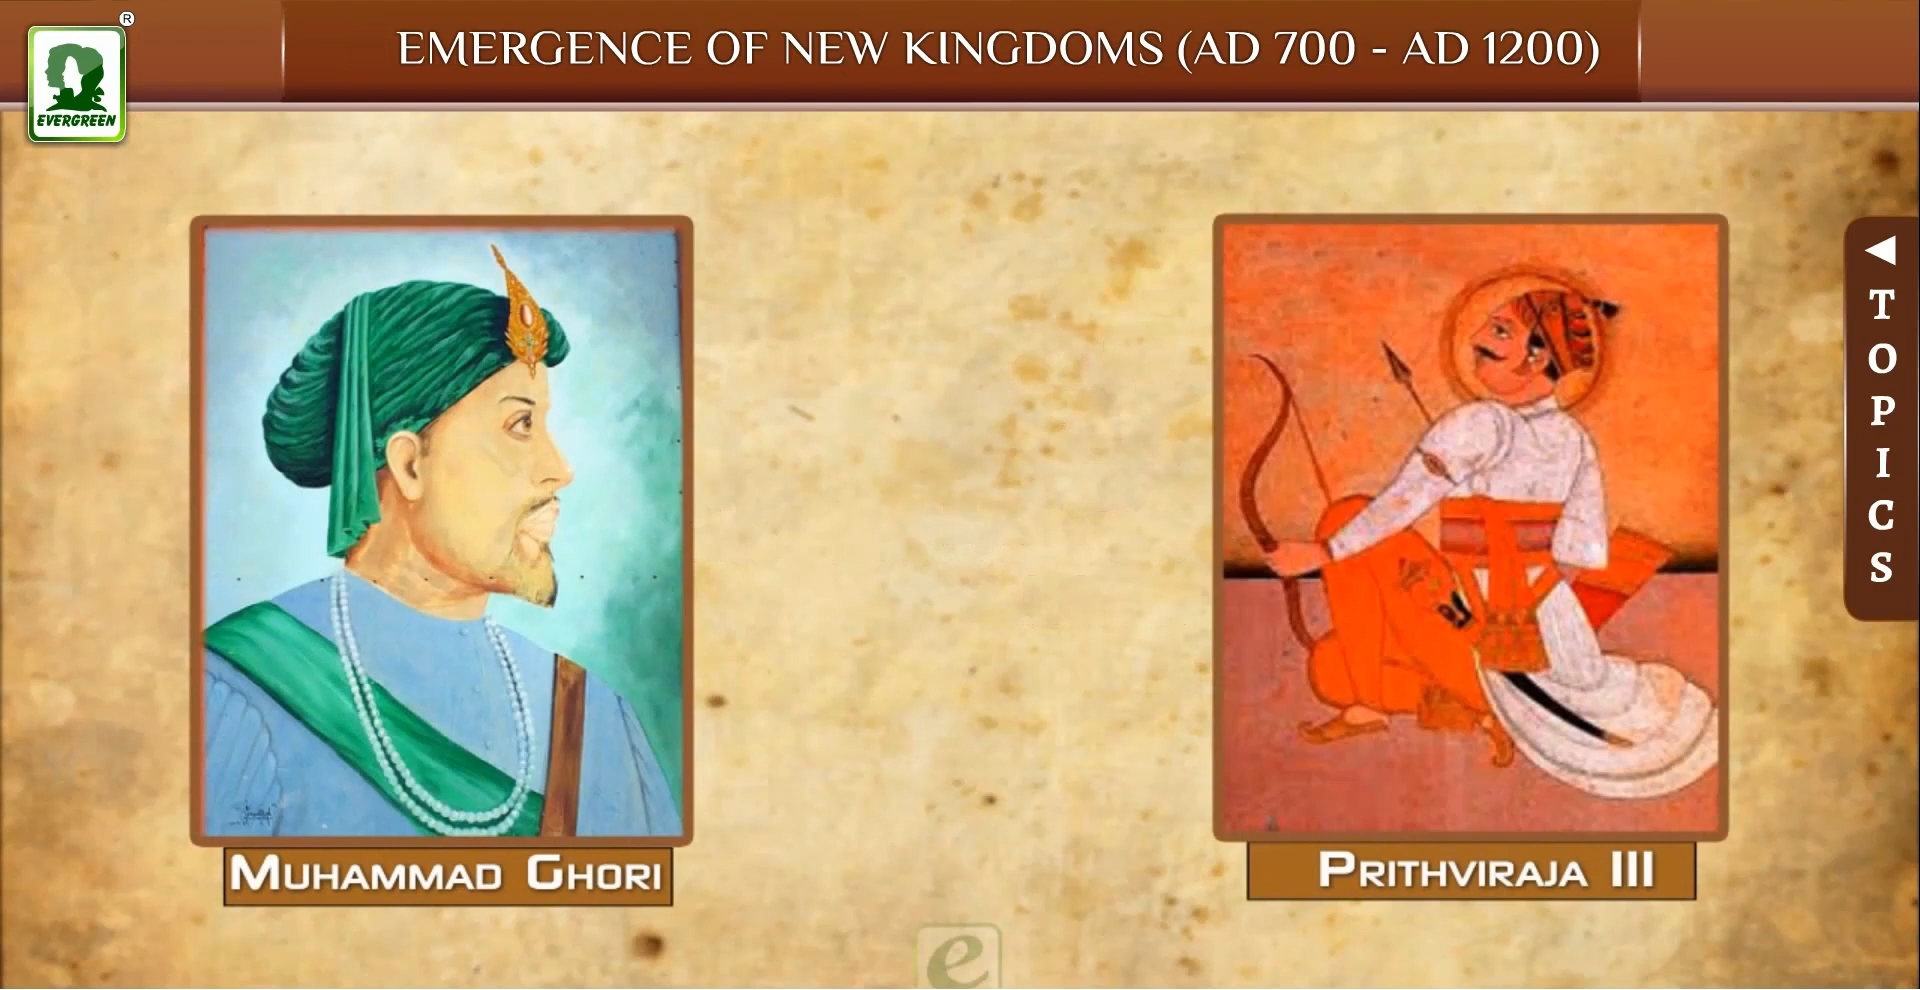 EMERGENCE OF NEW KINGDOMS (AD 700 - AD 1200)
®
EVERGREEN
TOPICS
MUHAMMAD GHORI
PRITHVIRAJA III
e